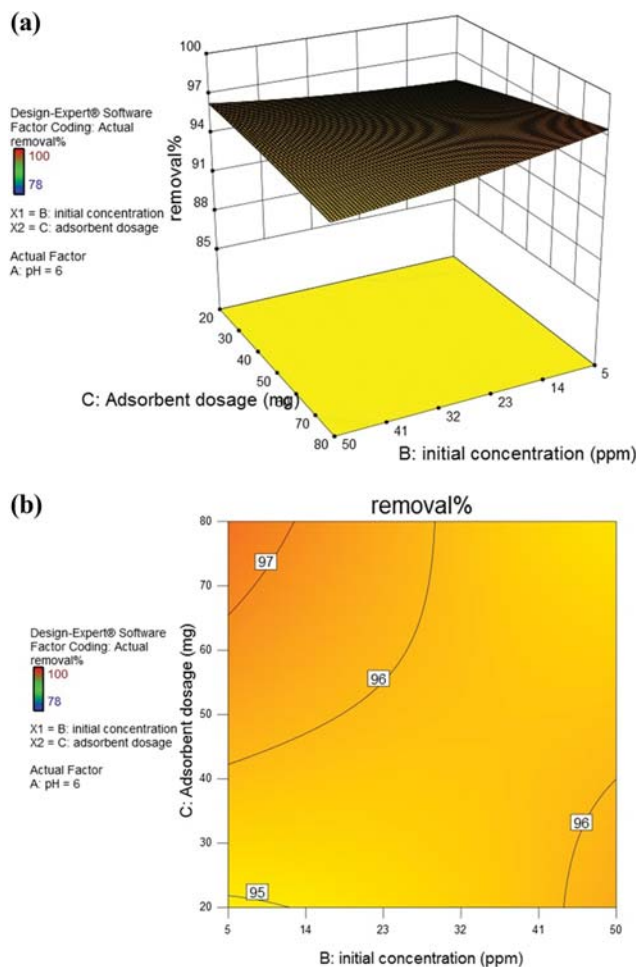 (a)
Design-Expert® Software
Factor Coding: Actual
removal%
100
78
X1 = B: initial concentration
X2 = C: adsorbent dosage
Actual Factor
A: pH = 6
removal%
100
97
94
91
88
85
20
30
40
50
60
70
80
C: Adsorbent dosage (mg)
50
41
32
23
14
5
B: initial concentration (ppm)
(b)
removal%
Design-Expert® Software
Factor Coding: Actual
removal%
100
78
X1 = B: initial concentration
X2 = C: adsorbent dosage
Actual Factor
A: pH = 6
C: Adsorbent dosage (mg)
80
70
60
50
40
30
20
97
96
96
95
5
14
23
32
41
50
B: initial concentration (ppm)